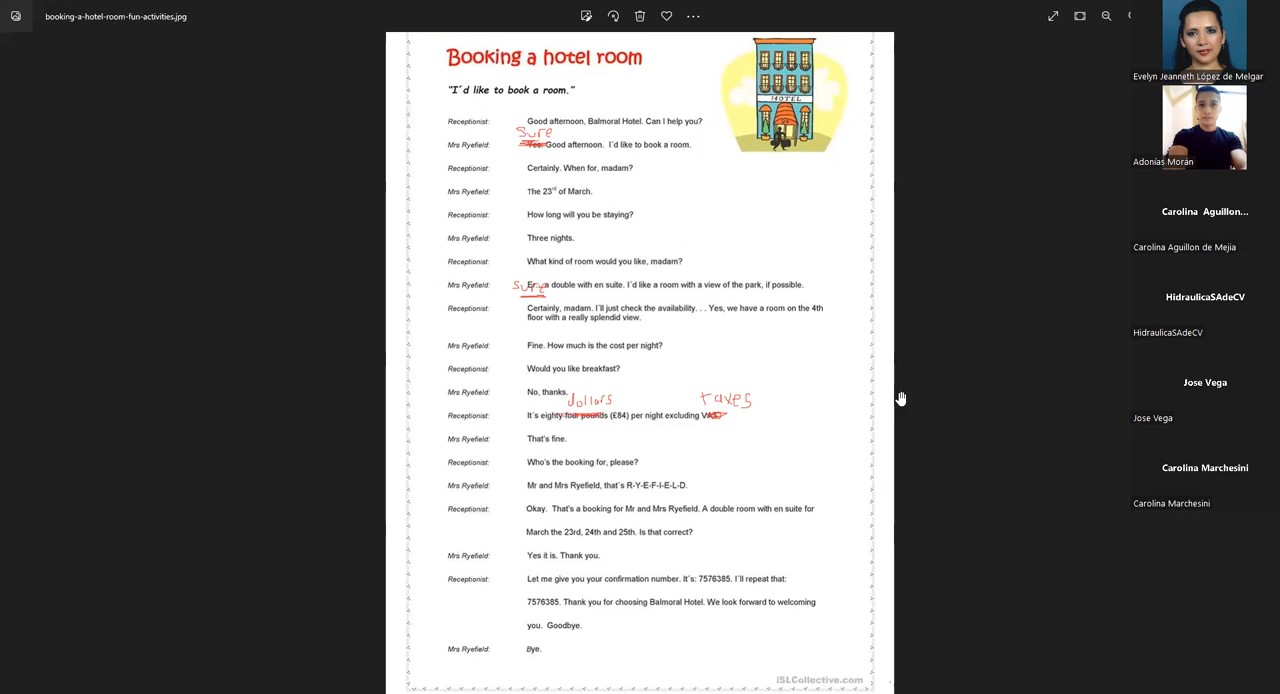 booking-a-hotel-room-fun-activities.jpg
Booking a hotel room
"I'd like to book a room."
HOTEL
Receptionist: Good afternoon, Balmoral Hotel. Can I help you?
Sure
Mrs Ryefield: Yes. Good afternoon. I'd like to book a room.
Receptionist: Certainly. When for, madam?
Mrs Ryefield: The 23rd of March.
Receptionist: How long will you be staying?
Mrs Ryefield: Three nights.
Receptionist: What kind of room would you like, madam?
sure
Mrs Ryefield: Er.. a double with en suite. I'd like a room with a view of the park, if possible.
Receptionist: Certainly, madam. I'll just check the availability. . . Yes, we have a room on the 4th
floor with a really splendid view.
Mrs Ryefield: Fine. How much is the cost per night?
Receptionist: Would you like breakfast?
Mrs Ryefield: No, thanks.
dollars taxes
Receptionist: It's eighty-four pounds (£84) per night excluding VAT.
Mrs Ryefield: That's fine.
Receptionist: Who's the booking for, please?
Mrs Ryefield: Mr and Mrs Ryefield, that's R-Y-E-F-I-E-L-D.
Receptionist: Okay. That's a booking for Mr and Mrs Ryefield. A double room with en suite for
March the 23rd, 24th and 25th. Is that correct?
Mrs Ryefield: Yes it is. Thank you.
Receptionist: Let me give you your confirmation number. It's: 7576385. I'll repeat that:
7576385. Thank you for choosing Balmoral Hotel. We look forward to welcoming
you. Goodbye.
Mrs Ryefield: Bye.
iSLCollective.com
Evelyn Jeanneth López de Melgar
Adonías Morán
Carolina Aguillon...
Carolina Aguillon de Mejia
HidraulicaSAdeCV
HidraulicaSAdeCV
Jose Vega
Jose Vega
Carolina Marchesini
Carolina Marchesini